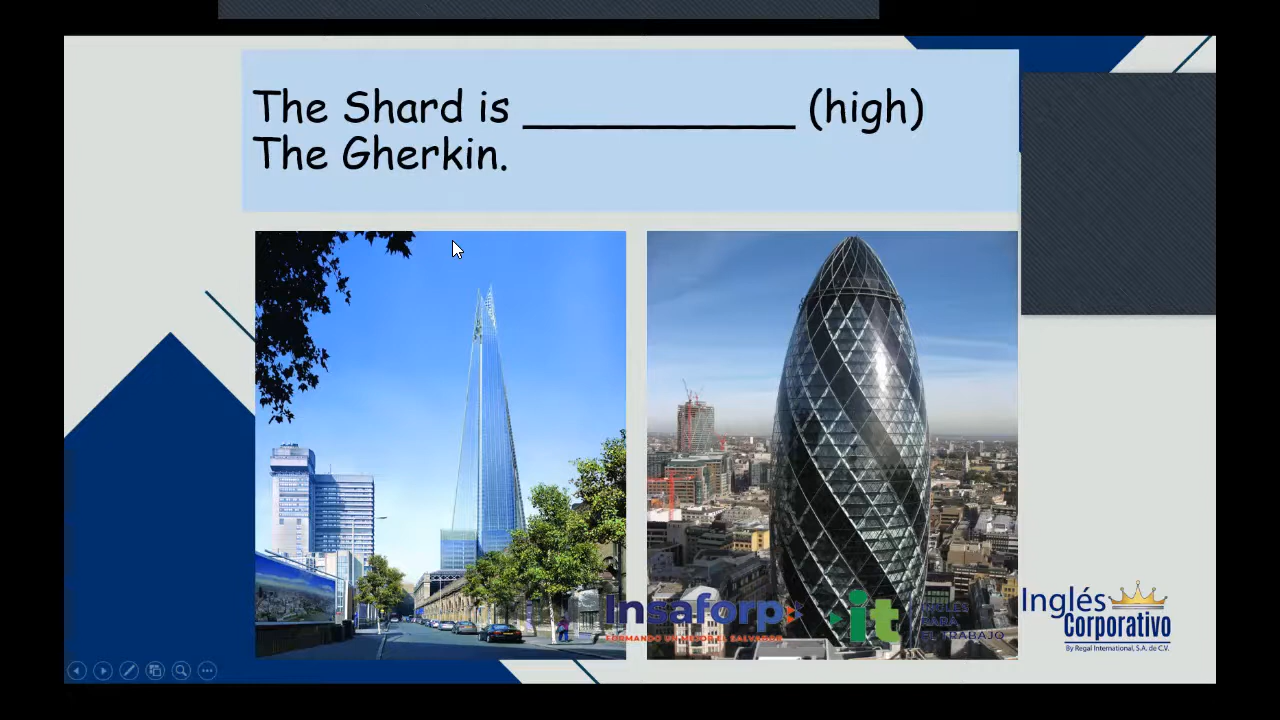 The Shard is __________ (high)
The Gherkin.
Insaforp
FORMANDO UN MEJOR EL SALVADOR
it
INGLÉS
PARA
EL TRABAJO
Inglés
Corporativo
By Regal International, S.A. de C.V.